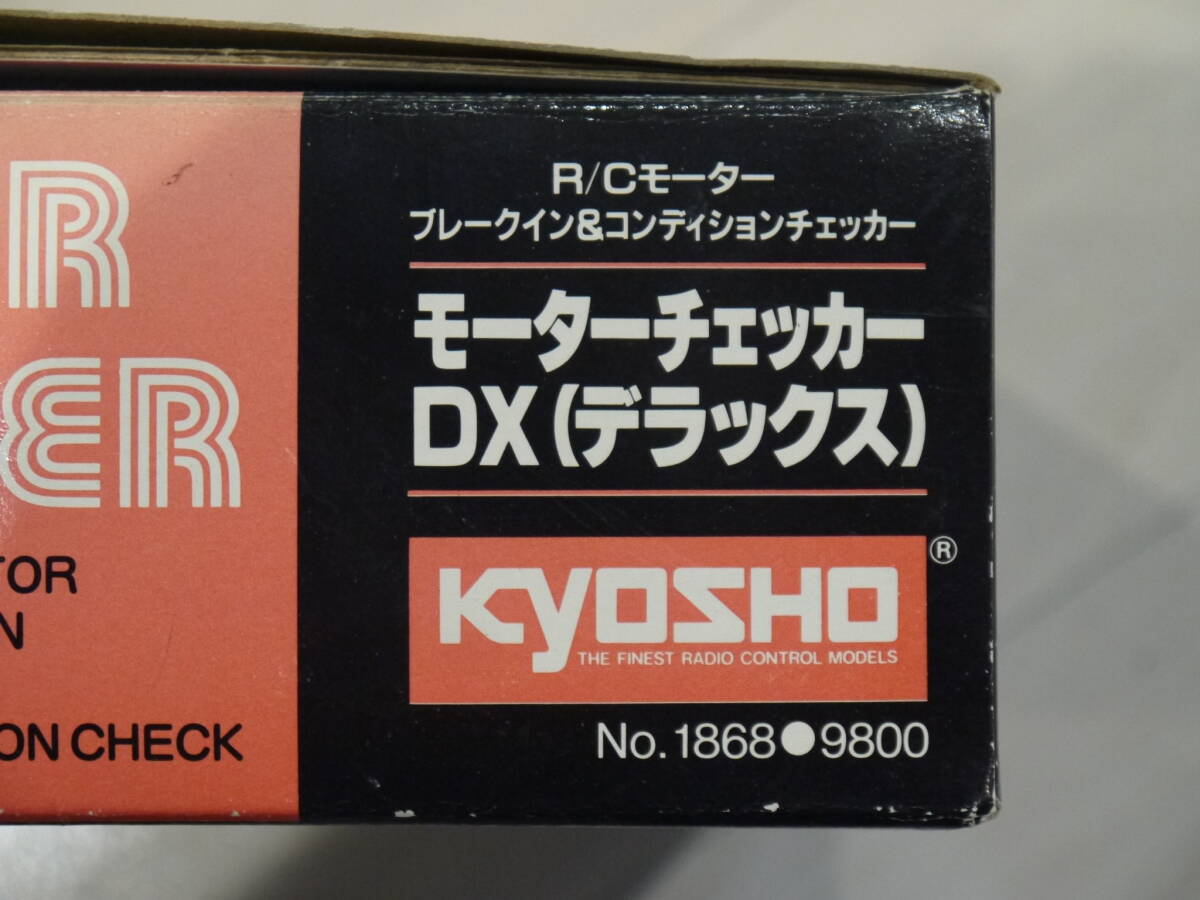 R
ER
TOR
N
ON CHECK
R/Cモーター
ブレークイン&コンディションチェッカー
モーターチェッカー
DX(デラックス)
KYOSHO®
THE FINEST RADIO CONTROL MODELS
No.1868●9800